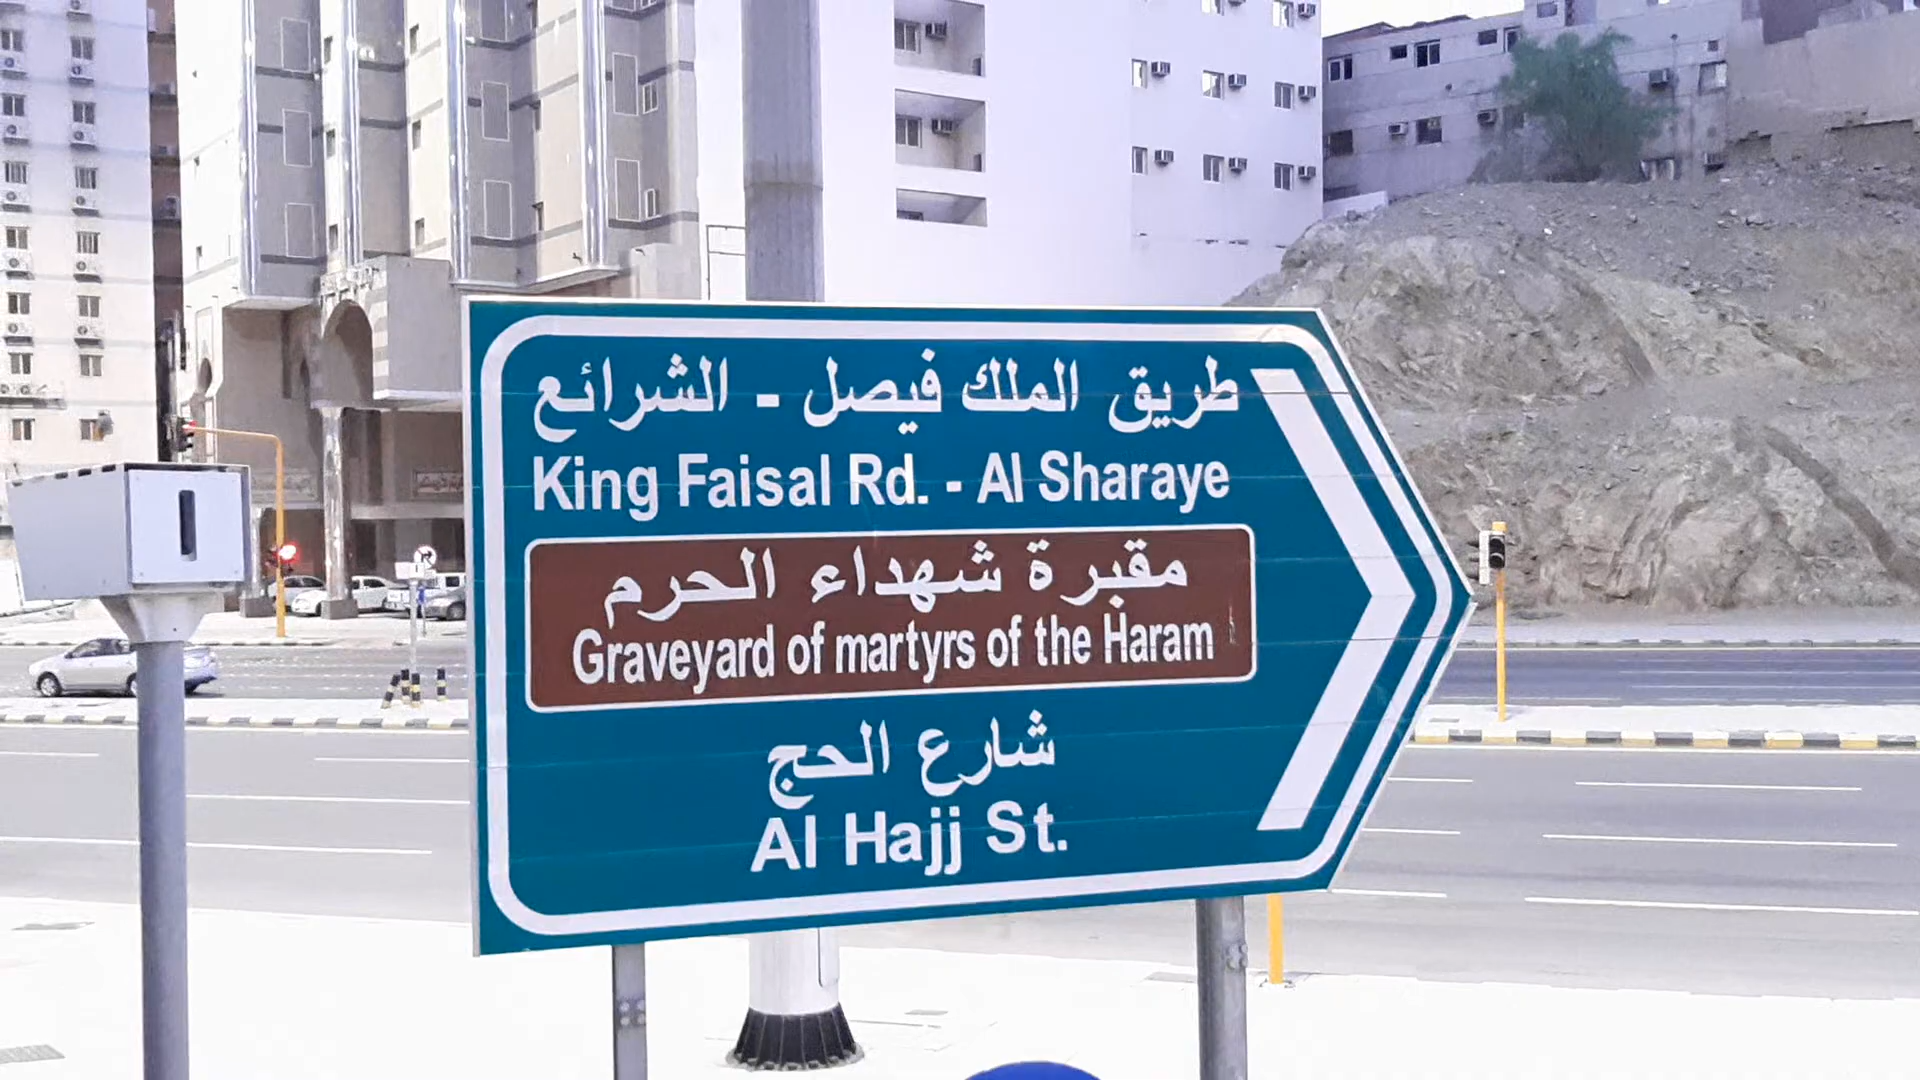 طريق الملك فيصل - الشرائع
King Faisal Rd. - Al Sharaye
مقبرة شهداء الحرم
Graveyard of martyrs of the Haram
شارع الحج
Al Hajj St.